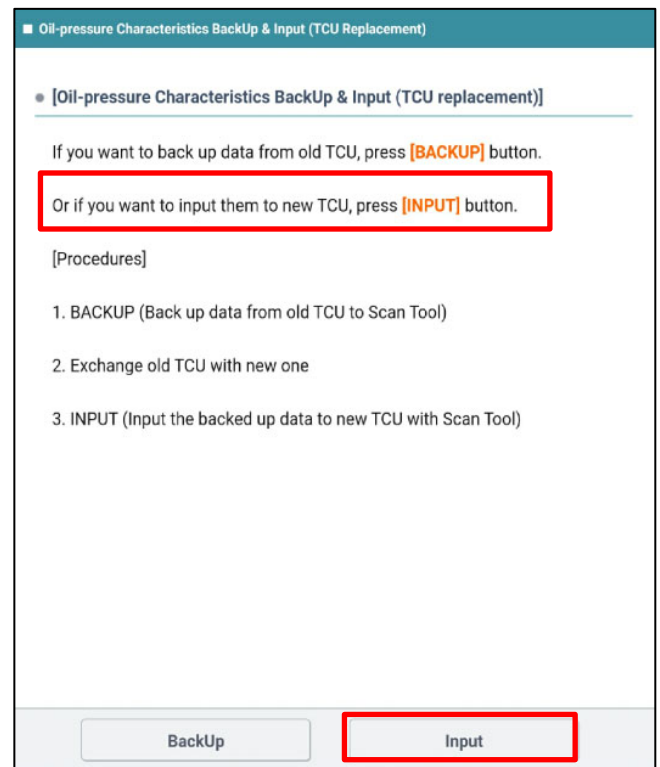 Oil-pressure Characteristics BackUp & Input (TCU Replacement)
[Oil-pressure Characteristics BackUp & Input (TCU replacement)]
If you want to back up data from old TCU, press [BACKUP] button.
Or if you want to input them to new TCU, press [INPUT] button.
[Procedures]
1. BACKUP (Back up data from old TCU to Scan Tool)
2. Exchange old TCU with new one
3. INPUT (Input the backed up data to new TCU with Scan Tool)
BackUp
Input